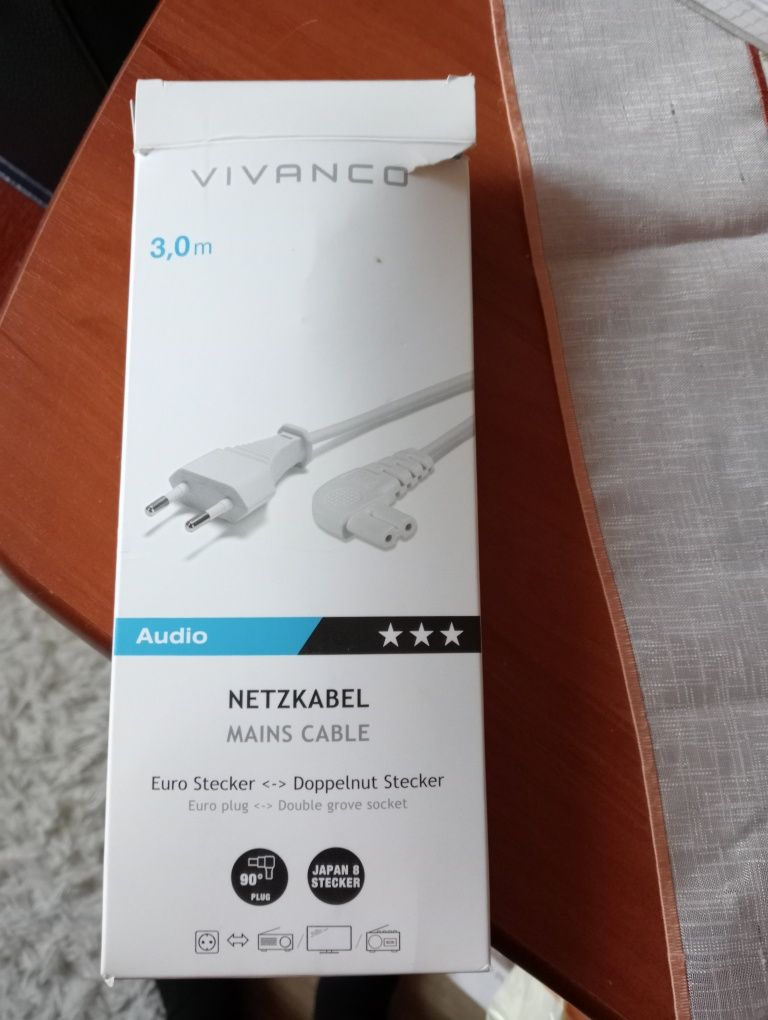 VIVANCO
3,0m
Audio
NETZKABEL
MAINS CABLE
Euro Stecker <-> Doppelnut Stecker
Euro plug <-> Double grove socket
90°
PLUG
JAPAN 8
STECKER